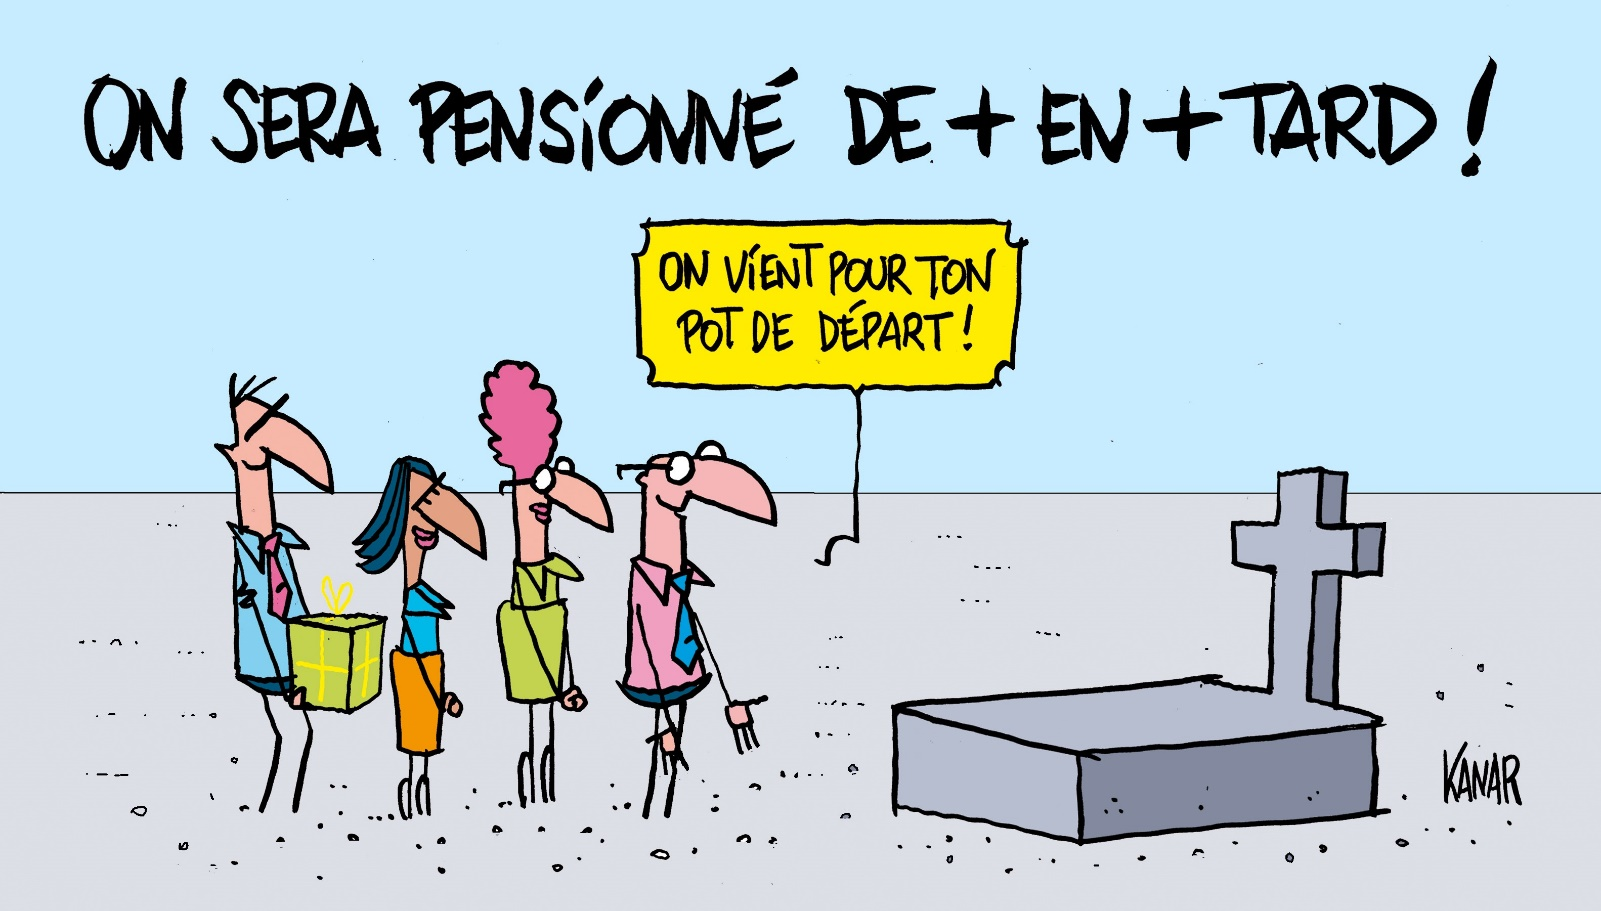 ON SERA PENSIONNÉ DE + EN + TARD !
ON VIENT POUR TON
POT DE DÉPART !
KANAR